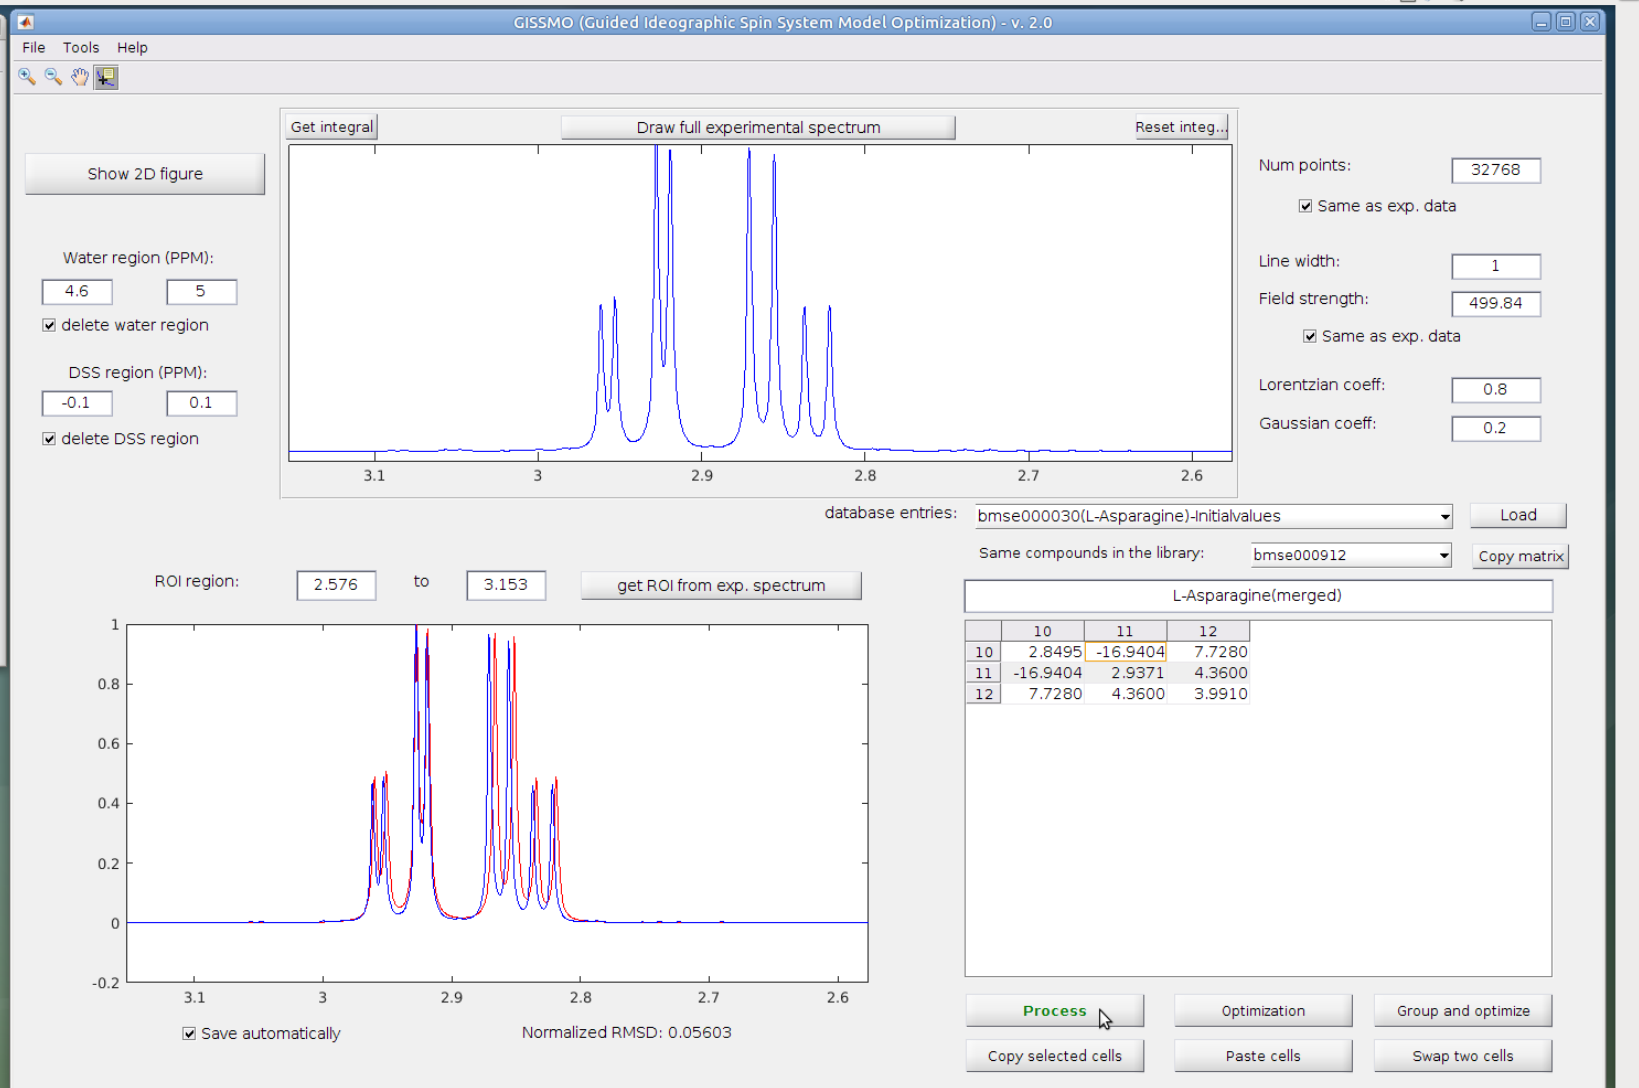 GISSMO (Guided Ideographic Spin System Model Optimization) - v. 2.0
File Tools Help
Get integral Draw full experimental spectrum Reset integ...
Show 2D figure
Num points: 32768
Same as exp. data
Water region (PPM):
4.6 5
delete water region
Line width: 1
Field strength: 499.84
Same as exp. data
DSS region (PPM):
-0.1 0.1
delete DSS region
Lorentzian coeff: 0.8
Gaussian coeff: 0.2
3.1 3 2.9 2.8 2.7 2.6
database entries: bmse000030(L-Asparagine)-Initialvalues Load
Same compounds in the library: bmse000912 Copy matrix
ROI region: 2.576 to 3.153 get ROI from exp. spectrum
L-Asparagine(merged)
10 11 12
10 2.8495 -16.9404 7.7280
11 -16.9404 2.9371 4.3600
12 7.7280 4.3600 3.9910
1
0.8
0.6
0.4
0.2
0
-0.2
3.1 3 2.9 2.8 2.7 2.6
Save automatically Normalized RMSD: 0.05603
Process Optimization Group and optimize
Copy selected cells Paste cells Swap two cells